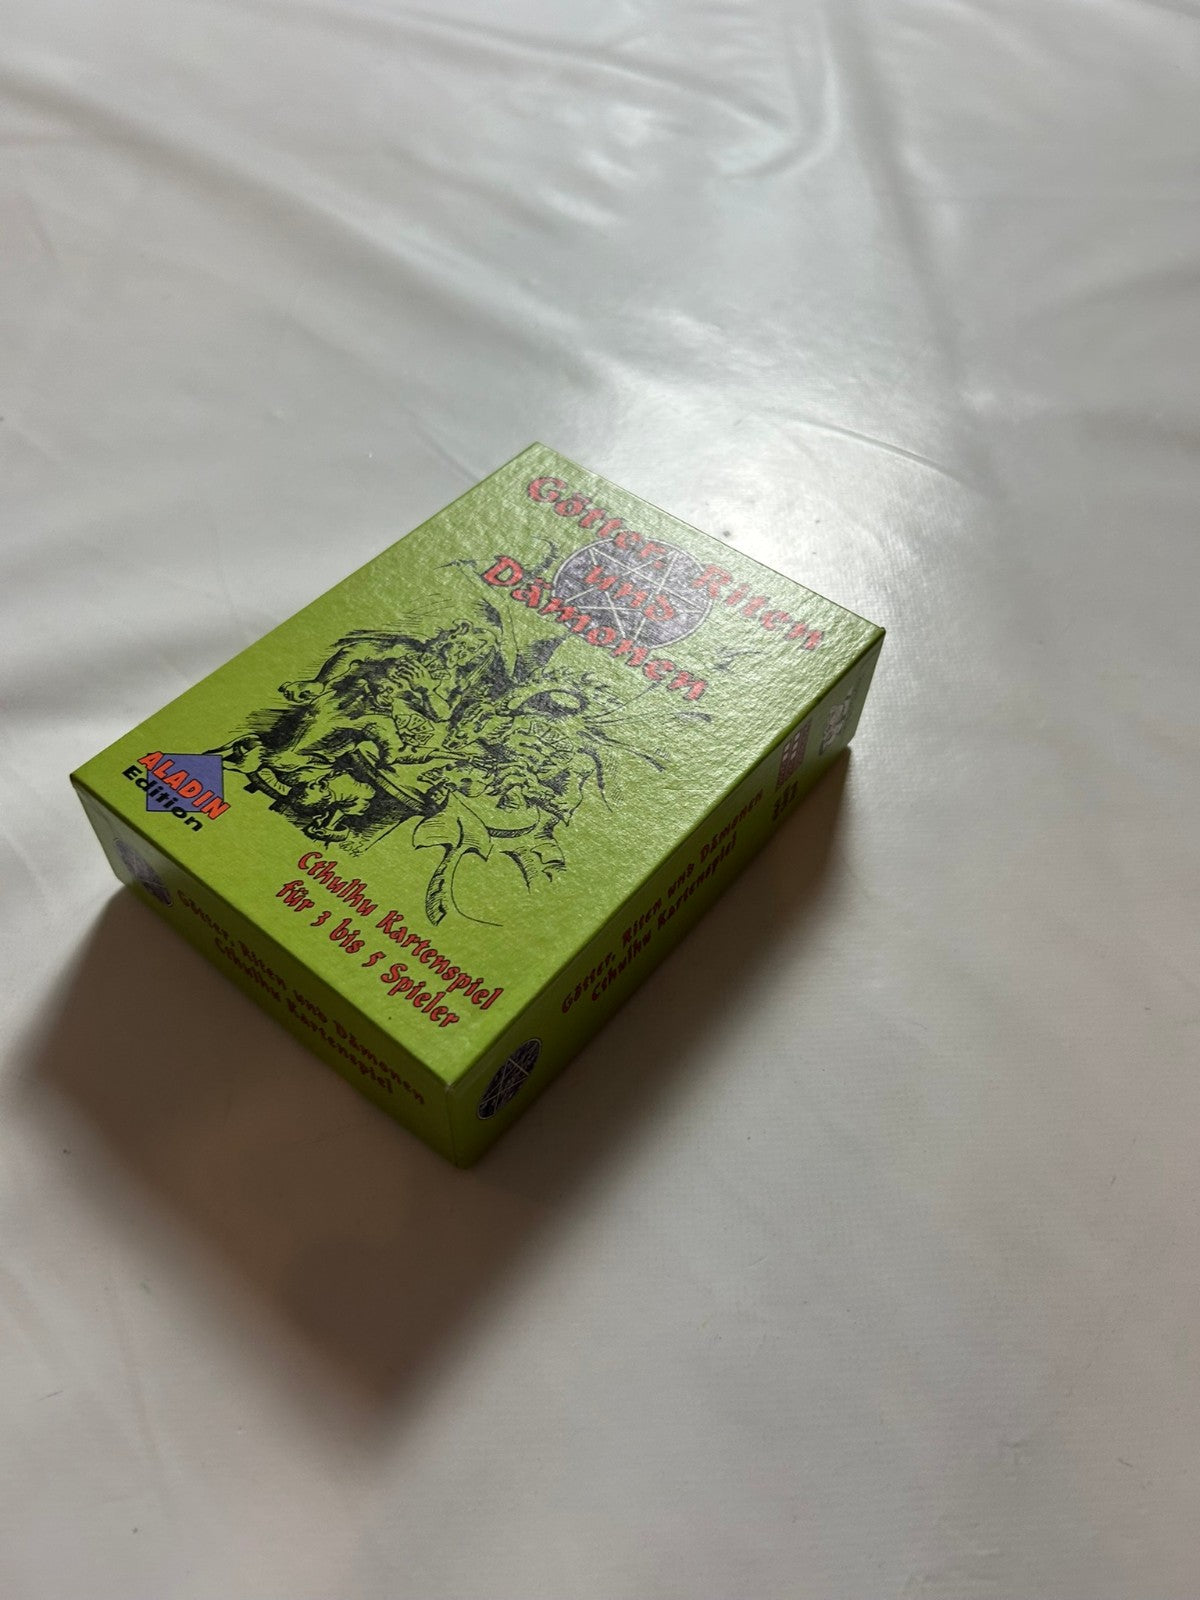 Götter, Riten
und
Dämonen
ALADIN
Edition
Cthulhu Kartenspiel
für 3 bis 5 Spieler
Götter, Riten und Dämonen
Cthulhu Kartenspiel
Götter, Riten und Dämonen
Cthulhu Kartenspiel